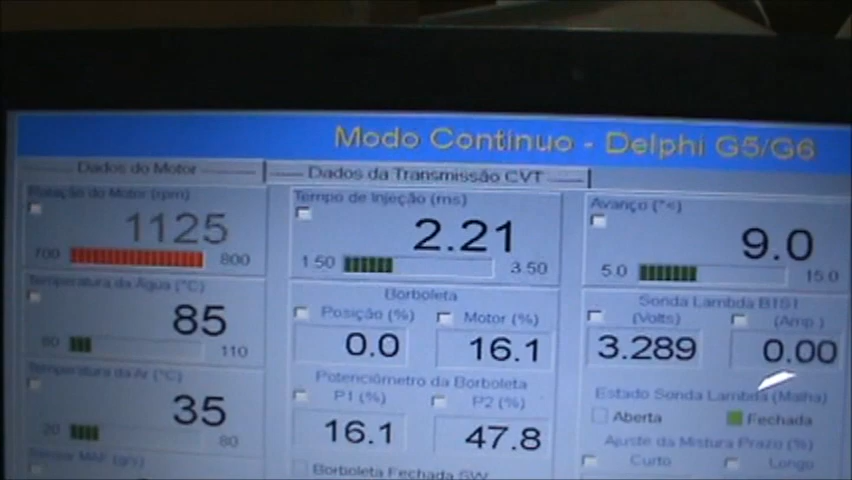 Modo Contínuo - Delphi G5/G6
Dados do Motor
Dados da Transmissão CVT
Rotação do Motor (rpm)
1125
700
800
Tempo de Injeção (ms)
2.21
1.50
3.50
Avanço (°<)
9.0
5.0
15.0
Temperatura da Água (°C)
85
110
Borboleta
Posição (%)
Motor (%)
0.0
16.1
Sonda Lambda B1S1
(Volts)
(Amp.)
3.289
0.00
Temperatura do Ar (°C)
35
20
80
Potenciômetro da Borboleta
P1 (%)
P2 (%)
16.1
47.8
Estado Sonda Lambda (Malha)
Aberta
Fechada
Ajuste da Mistura Prazo (%)
Curto
Longo
Borboleta Fechada SW